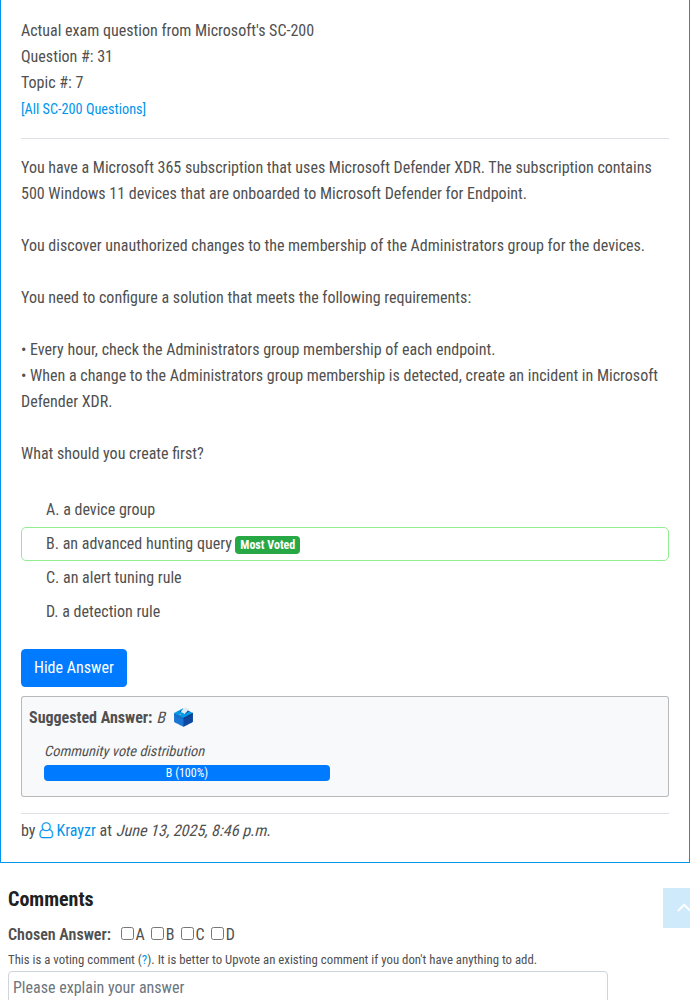 Actual exam question from Microsoft's SC-200
Question #: 31
Topic #: 7
[All SC-200 Questions]
You have a Microsoft 365 subscription that uses Microsoft Defender XDR. The subscription contains
500 Windows 11 devices that are onboarded to Microsoft Defender for Endpoint.
You discover unauthorized changes to the membership of the Administrators group for the devices.
You need to configure a solution that meets the following requirements:
• Every hour, check the Administrators group membership of each endpoint.
• When a change to the Administrators group membership is detected, create an incident in Microsoft
Defender XDR.
What should you create first?
A. a device group
B. an advanced hunting query Most Voted
C. an alert tuning rule
D. a detection rule
Hide Answer
Suggested Answer: B
Community vote distribution
B (100%)
by Krayzr at June 13, 2025, 8:46 p.m.
Comments
Chosen Answer: A B C D
This is a voting comment (?). It is better to Upvote an existing comment if you don't have anything to add.
Please explain your answer